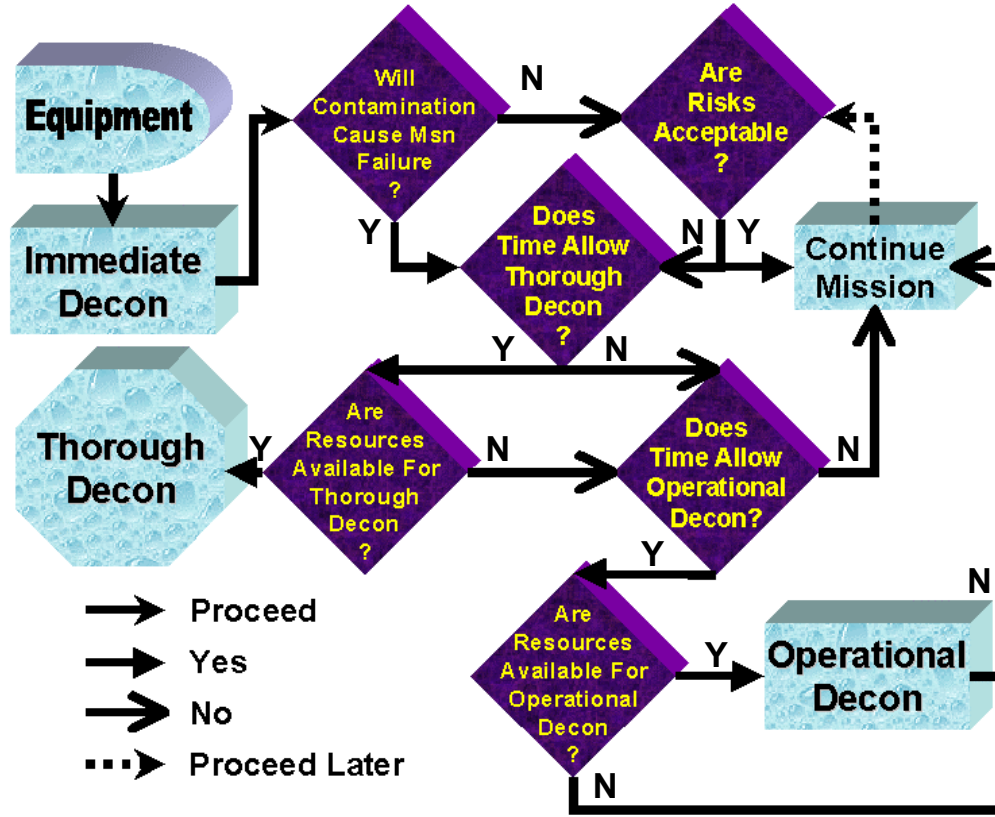 Equipment
Will
Contamination
Cause Msn
Failure
?
N
Are
Risks
Acceptable
?
Immediate
Decon
Y
Does
Time Allow
Thorough
Decon
?
N
Y
Continue
Mission
Y
N
Thorough
Decon
Y
Are
Resources
Available For
Thorough
Decon
?
N
Does
Time Allow
Operational
Decon?
N
Y
Proceed
Yes
No
Proceed Later
Are
Resources
Available For
Operational
Decon
?
Y
Operational
Decon
N
N